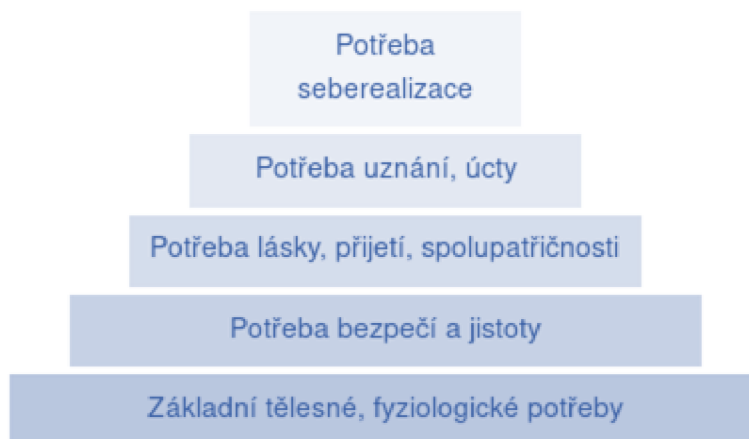 Potřeba
seberealizace
Potřeba uznání, úcty
Potřeba lásky, přijetí, spolupatřičnosti
Potřeba bezpečí a jistoty
Základní tělesné, fyziologické potřeby